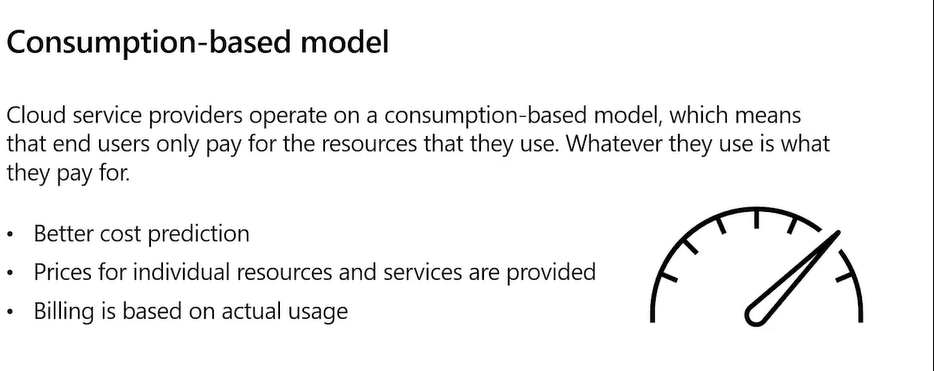 Consumption-based model
Cloud service providers operate on a consumption-based model, which means
that end users only pay for the resources that they use. Whatever they use is what
they pay for.
• Better cost prediction
• Prices for individual resources and services are provided
• Billing is based on actual usage